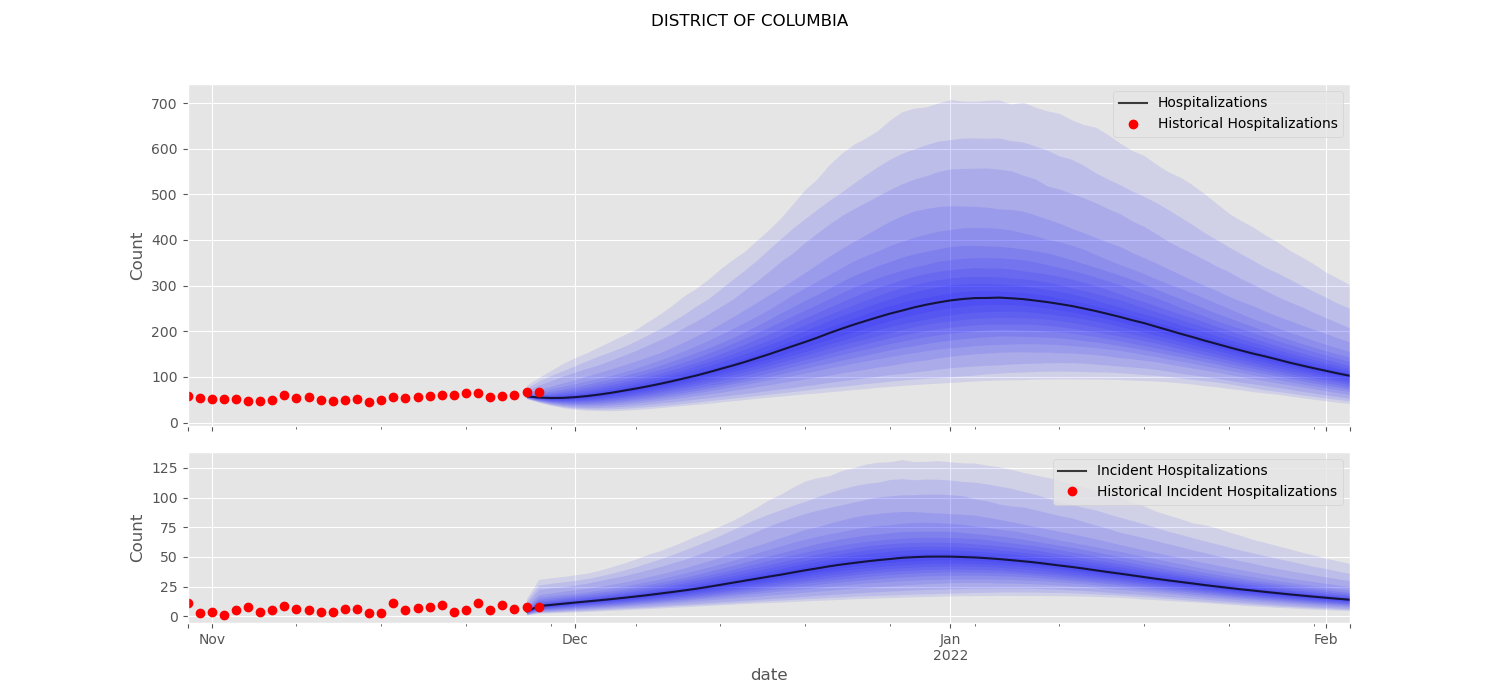 DISTRICT OF COLUMBIA
700
600
500
400
300
200
100
0
Count
Hospitalizations
Historical Hospitalizations
125
100
75
50
25
0
Count
Incident Hospitalizations
Historical Incident Hospitalizations
Nov
Dec
Jan
2022
Feb
date